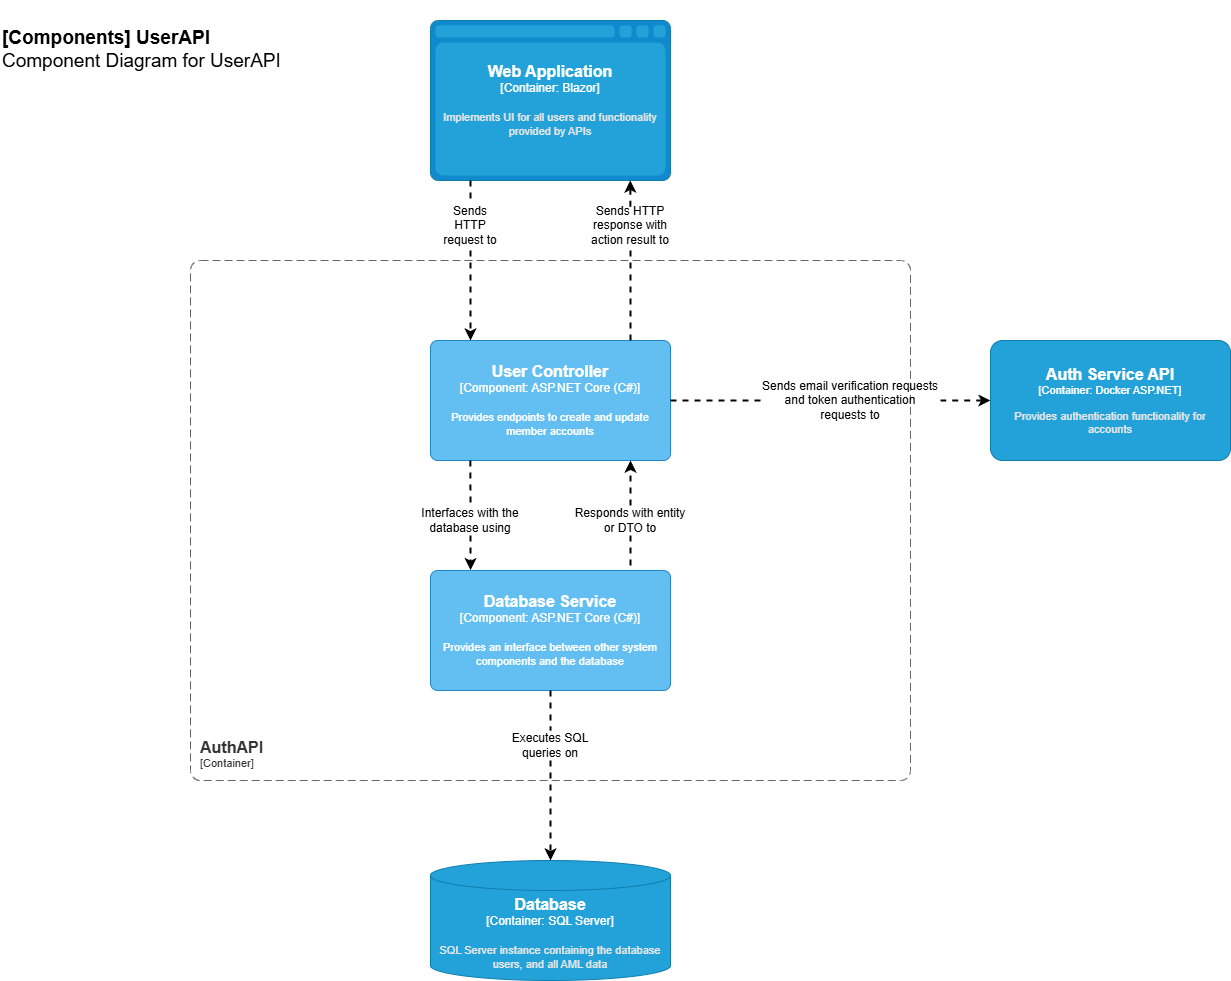 [Components] UserAPI
Component Diagram for UserAPI
Web Application
[Container: Blazor]
Implements UI for all users and functionality
provided by APIs
Sends
HTTP
request to
Sends HTTP
response with
action result to
User Controller
[Component: ASP.NET Core (C#)]
Provides endpoints to create and update
member accounts
Sends email verification requests
and token authentication
requests to
Auth Service API
[Container: Docker ASP.NET]
Provides authentication functionality for
accounts
Interfaces with the
database using
Responds with entity
or DTO to
Database Service
[Component: ASP.NET Core (C#)]
Provides an interface between other system
components and the database
Executes SQL
queries on
AuthAPI
[Container]
Database
[Container: SQL Server]
SQL Server instance containing the database
users, and all AML data